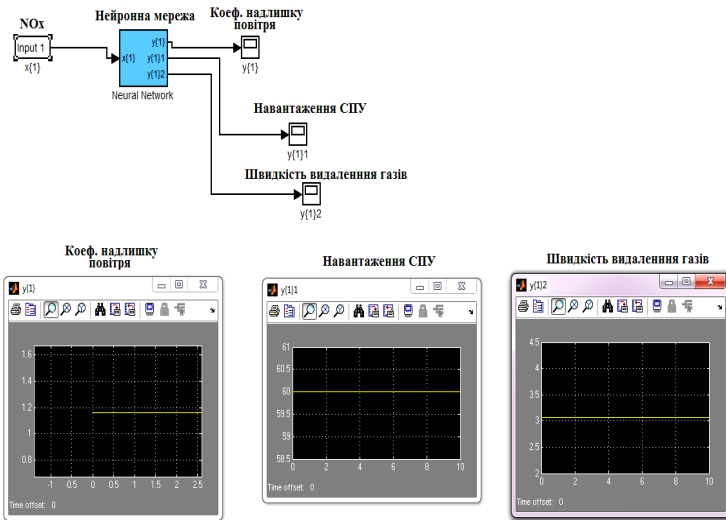 NOx
Нейронна мережа
Коеф. надлишку
повітря
Input 1
x{1}
x{1}
y{1}
y{1}1
y{1}2
Neural Network
y{1}
Навантаження СПУ
y{1}1
Швидкість видаленння газів
y{1}2
Коеф. надлишку
повітря
Навантаження СПУ
Швидкість видаленння газів
y{1}
1.6
1.4
1.2
1
0.8
-1 -0.5 0 0.5 1 1.5 2 2.5
Time offset: 0
y{1}1
61
60.5
60
59.5
59
58.5
0 2 4 6 8 10
Time offset: 0
y{1}2
4.5
4
3.5
3
2.5
2
0 2 4 6 8 10
Time offset: 0